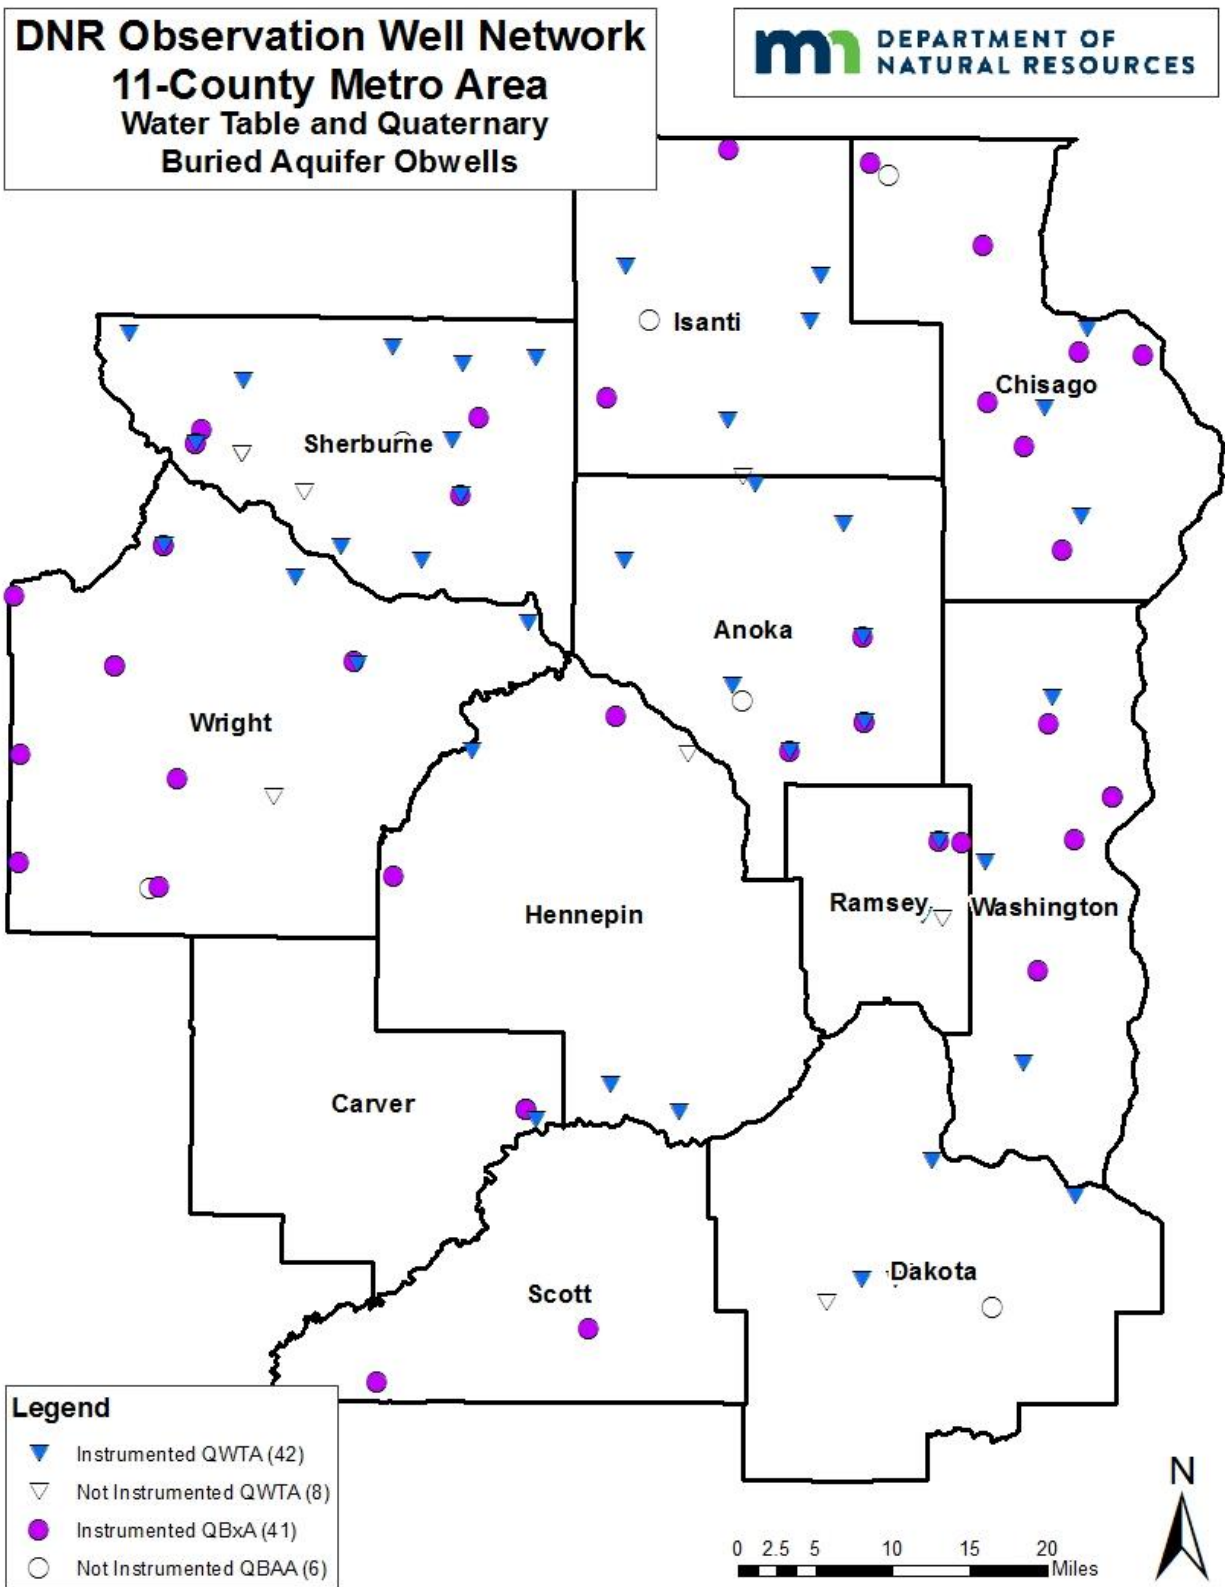 DNR Observation Well Network
11-County Metro Area
Water Table and Quaternary
Buried Aquifer Obwells
mn DEPARTMENT OF
NATURAL RESOURCES
Isanti
Chisago
Sherburne
Anoka
Wright
Ramsey
Washington
Hennepin
Carver
Dakota
Scott
Legend
Instrumented QWTA (42)
Not Instrumented QWTA (8)
Instrumented QBxA (41)
Not Instrumented QBAA (6)
N
0 2.5 5 10 15 20
Miles